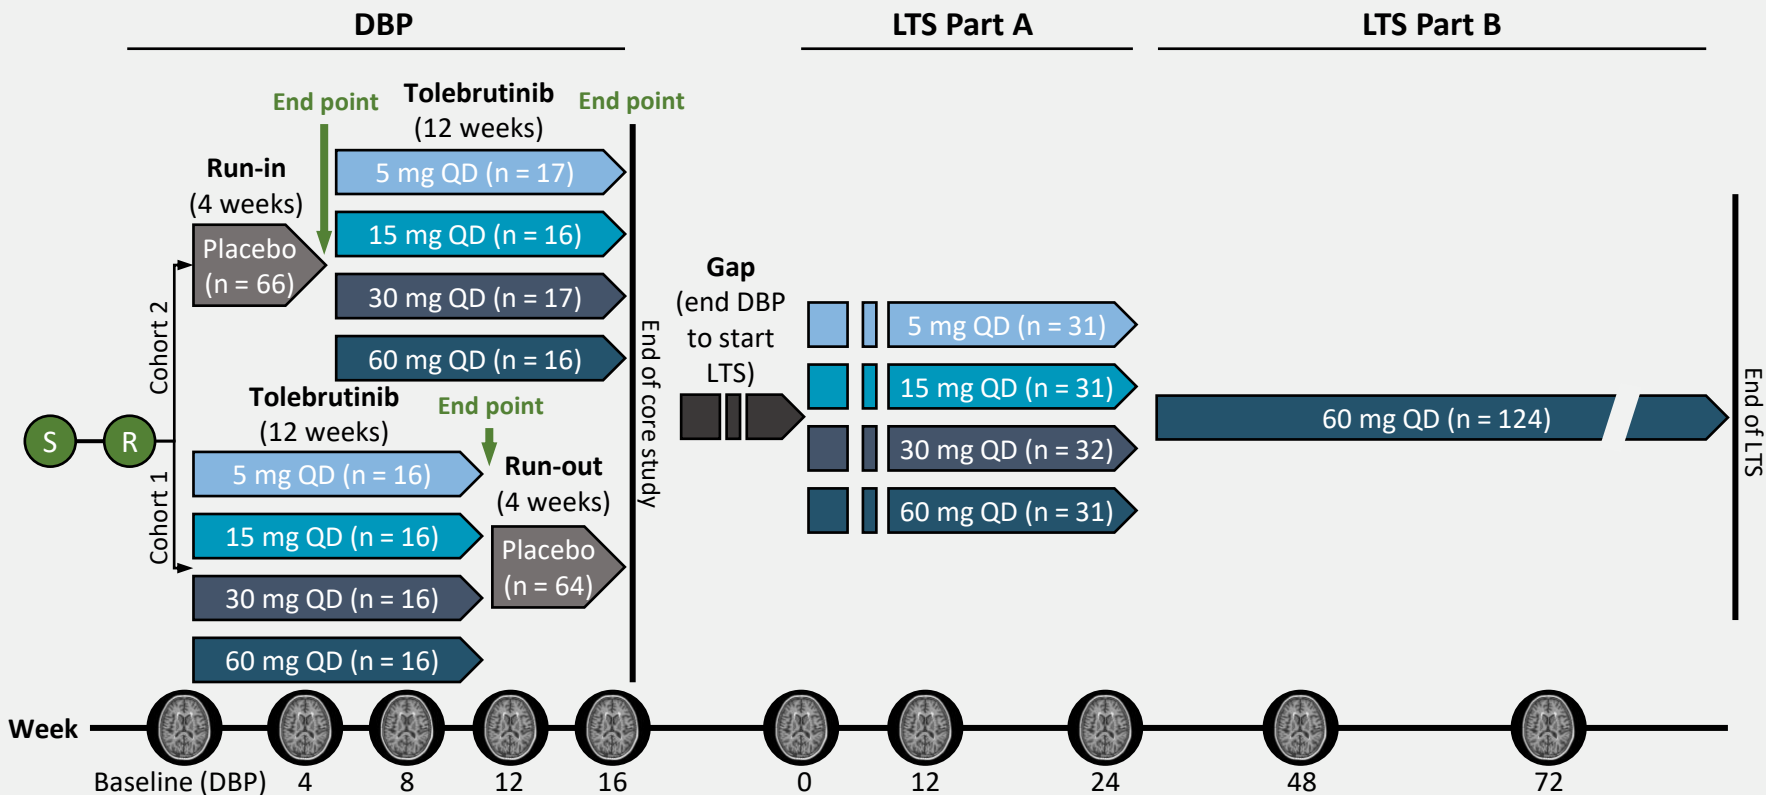 DBP
LTS Part A
LTS Part B
End point
Tolebrutinib
(12 weeks)
End point
Run-in
(4 weeks)
Placebo
(n = 66)
5 mg QD (n = 17)
15 mg QD (n = 16)
30 mg QD (n = 17)
60 mg QD (n = 16)
Cohort 2
S
R
Cohort 1
Tolebrutinib
(12 weeks)
End point
5 mg QD (n = 16)
15 mg QD (n = 16)
30 mg QD (n = 16)
60 mg QD (n = 16)
Run-out
(4 weeks)
Placebo
(n = 64)
End of core study
Gap
(end DBP
to start
LTS)
5 mg QD (n = 31)
15 mg QD (n = 31)
30 mg QD (n = 32)
60 mg QD (n = 31)
60 mg QD (n = 124)
End of LTS
Week
Baseline (DBP) 4 8 12 16 0 12 24 48 72